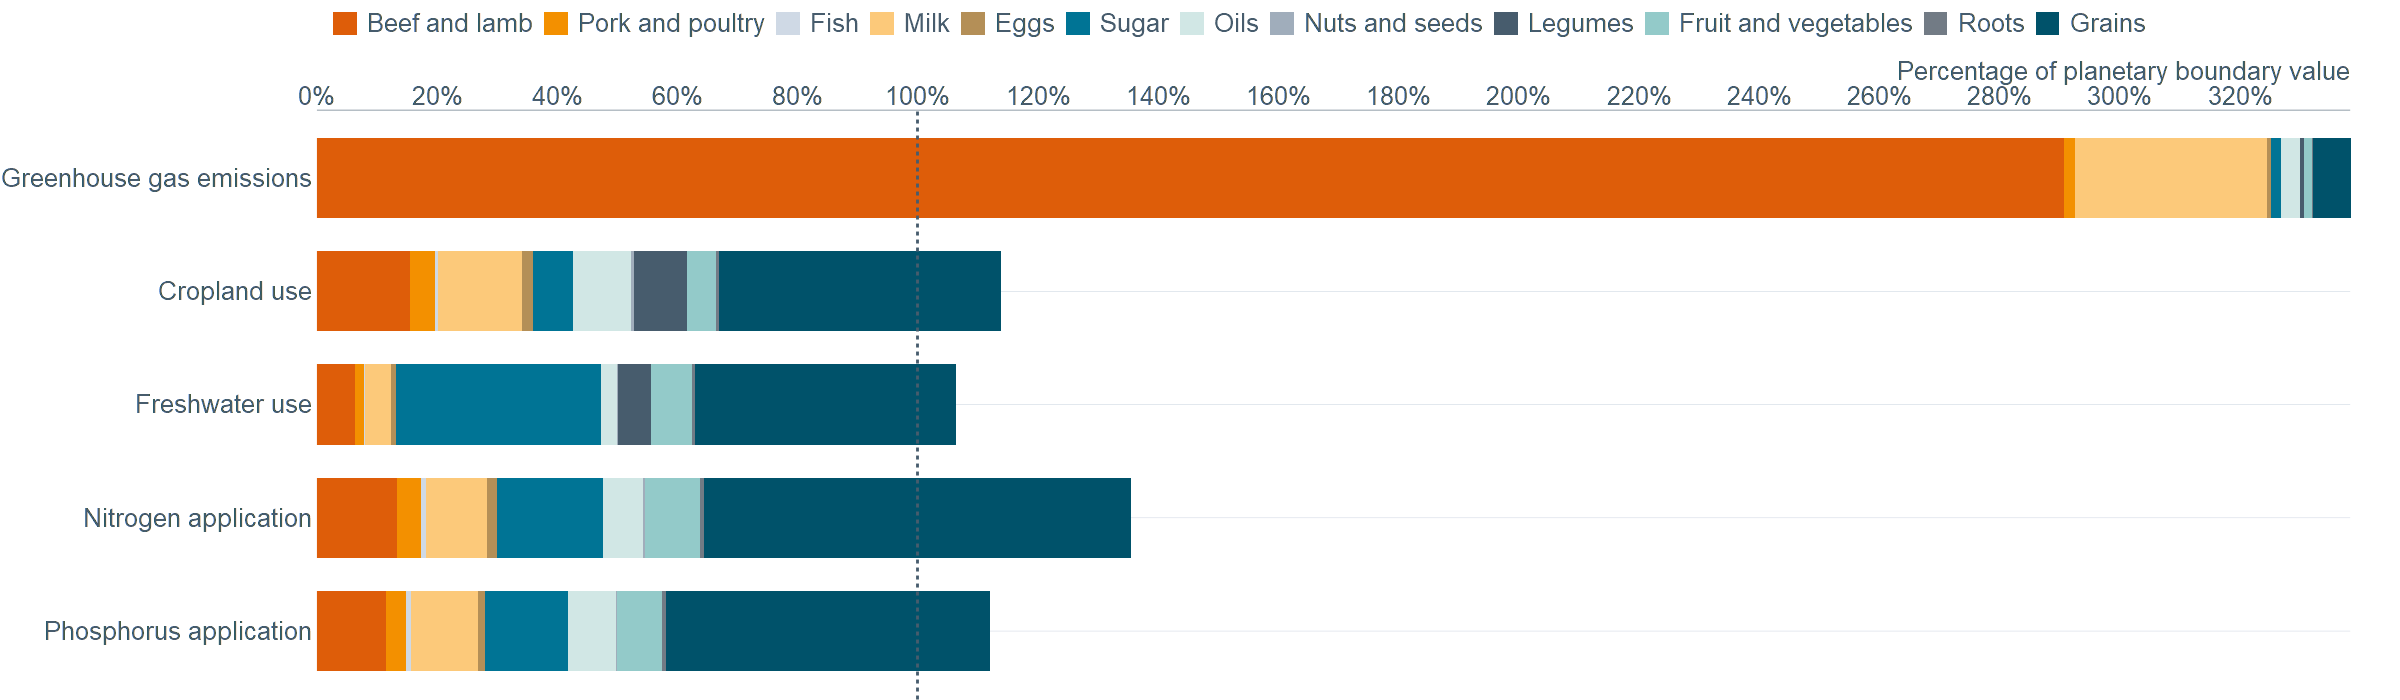 Beef and lamb Pork and poultry Fish Milk Eggs Sugar Oils Nuts and seeds Legumes Fruit and vegetables Roots Grains
Percentage of planetary boundary value
0% 20% 40% 60% 80% 100% 120% 140% 160% 180% 200% 220% 240% 260% 280% 300% 320%
Greenhouse gas emissions
Cropland use
Freshwater use
Nitrogen application
Phosphorus application